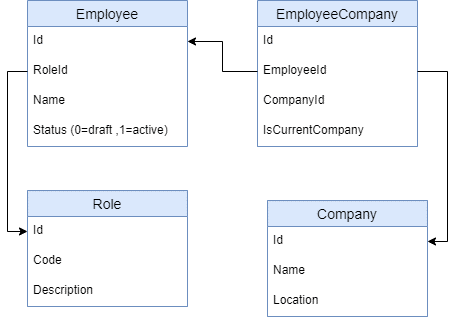 Employee
Id
RoleId
Name
Status (0=draft ,1=active)
EmployeeCompany
Id
EmployeeId
CompanyId
IsCurrentCompany
Role
Id
Code
Description
Company
Id
Name
Location